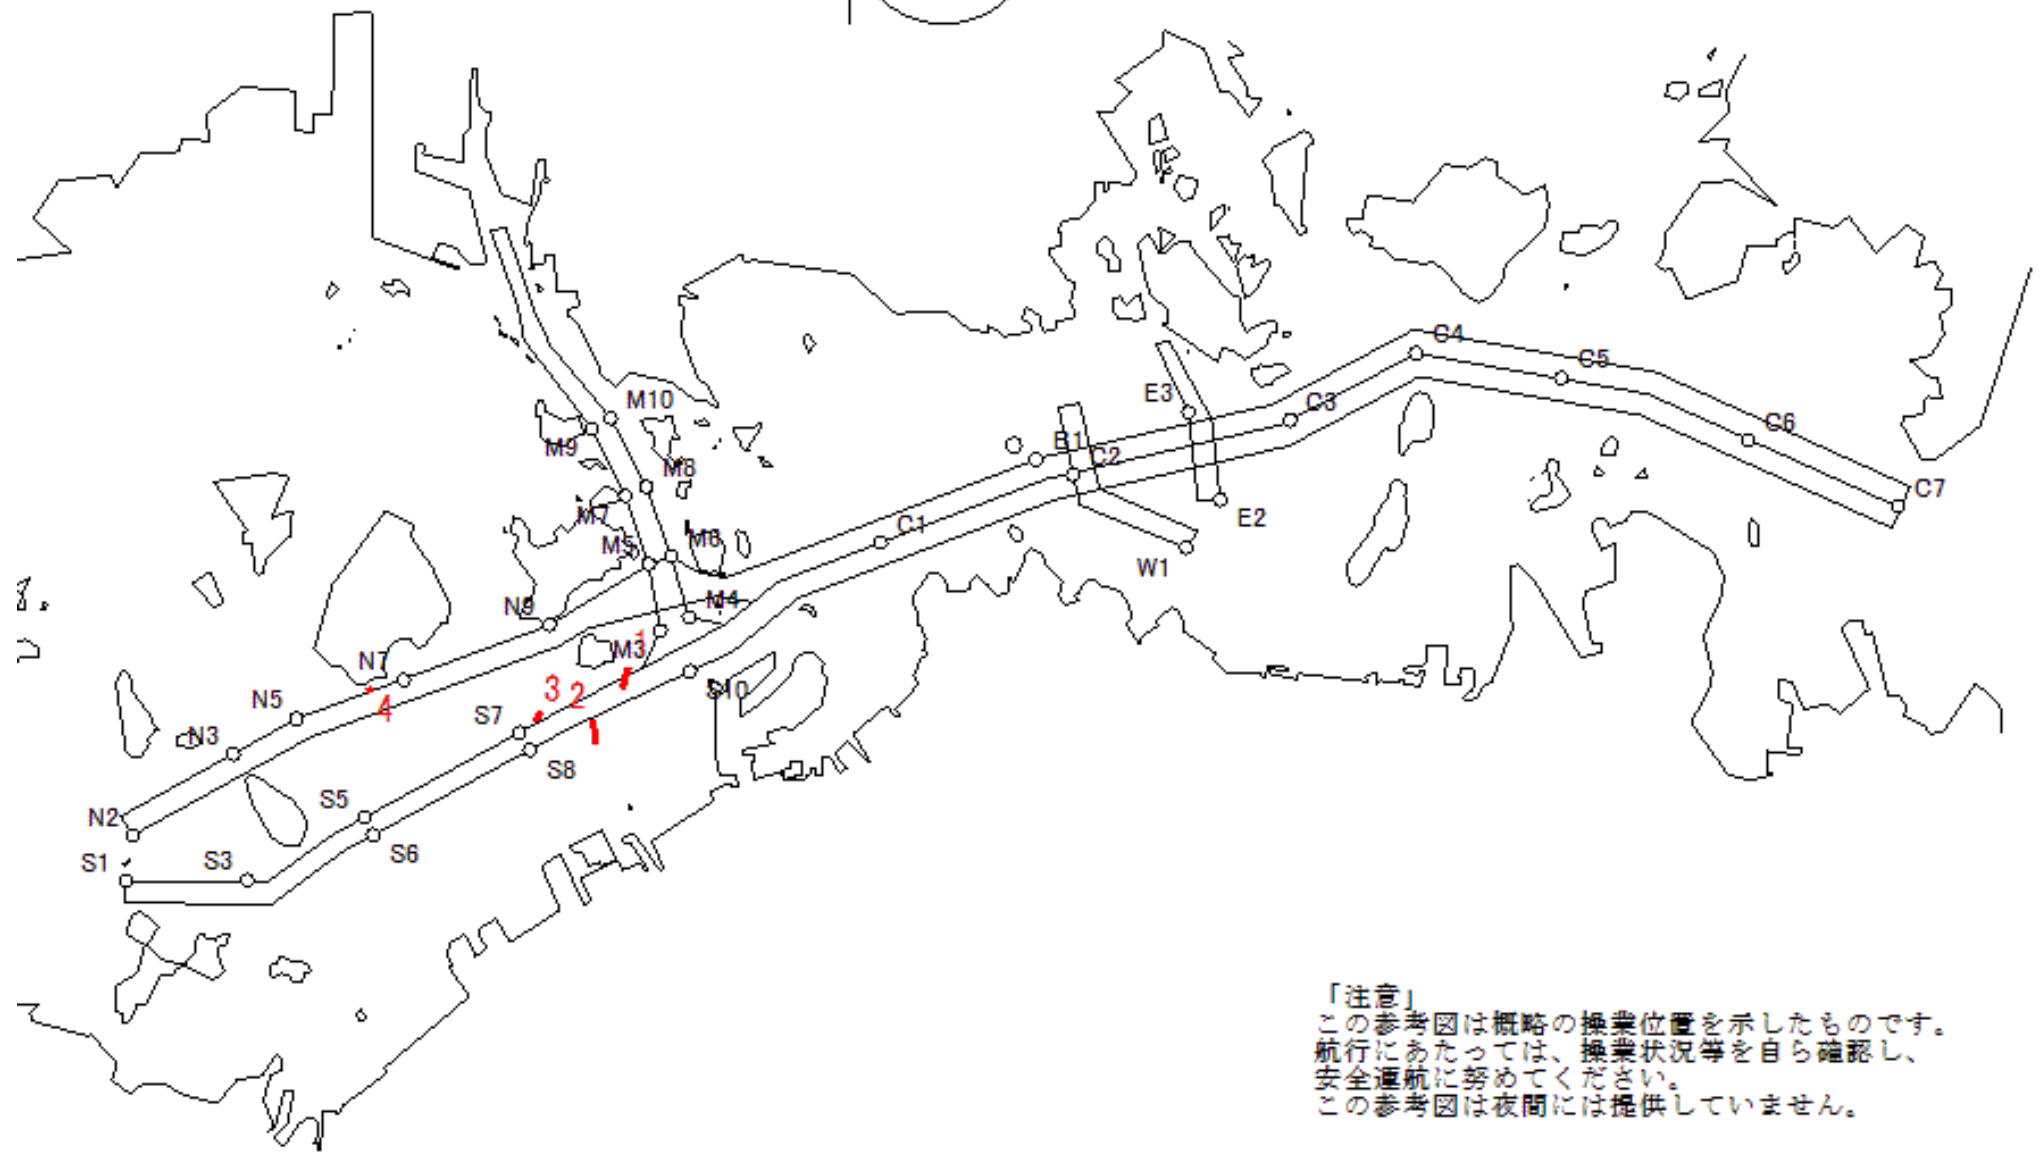 C4
C5
E3
M10
C3
C6
M9
B1
C2
M8
C7
M7
E2
C1
M5
M6
W1
N9
M4
1
M3
N7
3
2
S10
N5
4
S7
N3
S8
S5
N2
S6
S1
S3
「注意」
この参考図は概略の操業位置を示したものです。
航行にあたっては、操業状況等を自ら確認し、
安全運航に努めてください。
この参考図は夜間には提供していません。